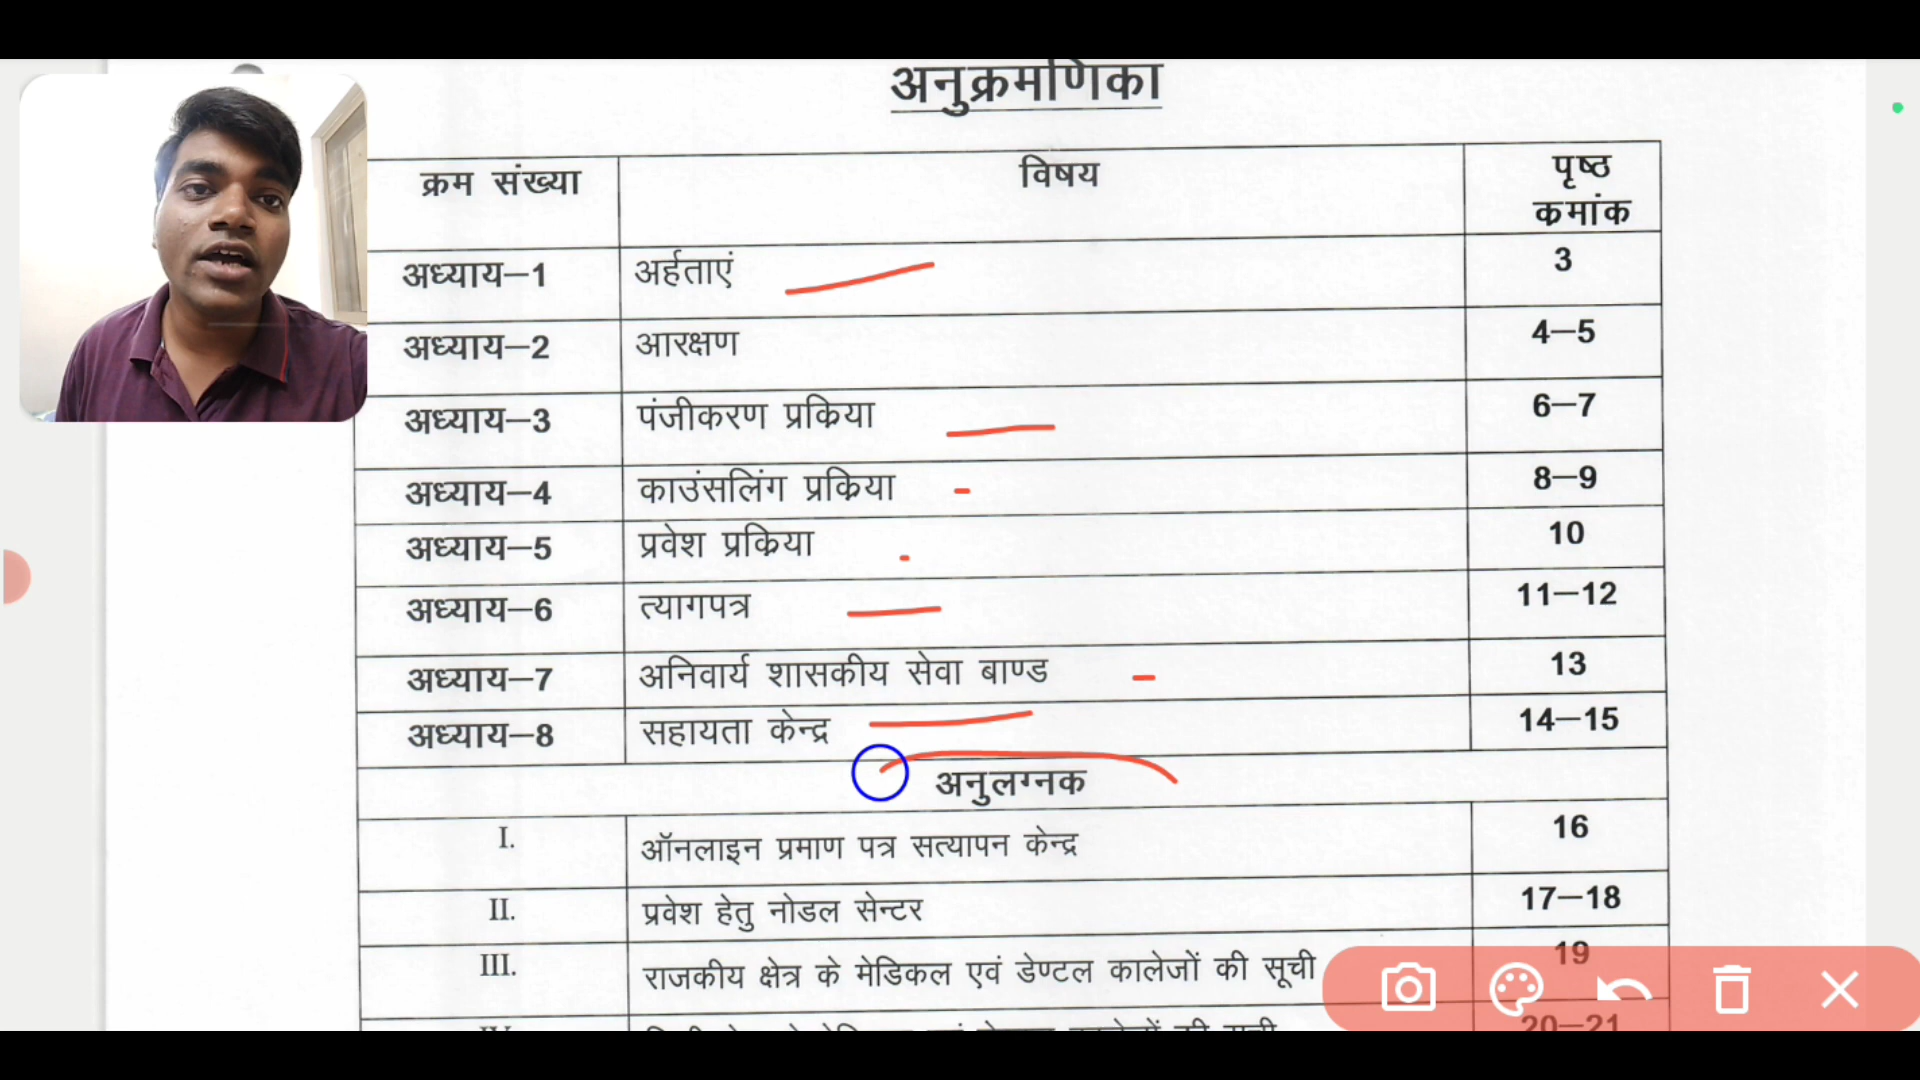 अनुक्रमणिका
क्रम संख्या विषय पृष्ठ कमांक
अध्याय–1 अर्हताएं 3
अध्याय–2 आरक्षण 4–5
अध्याय–3 पंजीकरण प्रकिया 6–7
अध्याय–4 काउंसलिंग प्रकिया 8–9
अध्याय–5 प्रवेश प्रकिया 10
अध्याय–6 त्यागपत्र 11–12
अध्याय–7 अनिवार्य शासकीय सेवा बाण्ड 13
अध्याय–8 सहायता केन्द्र 14–15
अनुलग्नक
I. ऑनलाइन प्रमाण पत्र सत्यापन केन्द्र 16
II. प्रवेश हेतु नोडल सेन्टर 17–18
III. राजकीय क्षेत्र के मेडिकल एवं डेण्टल कालेजों की सूची 19
20–21